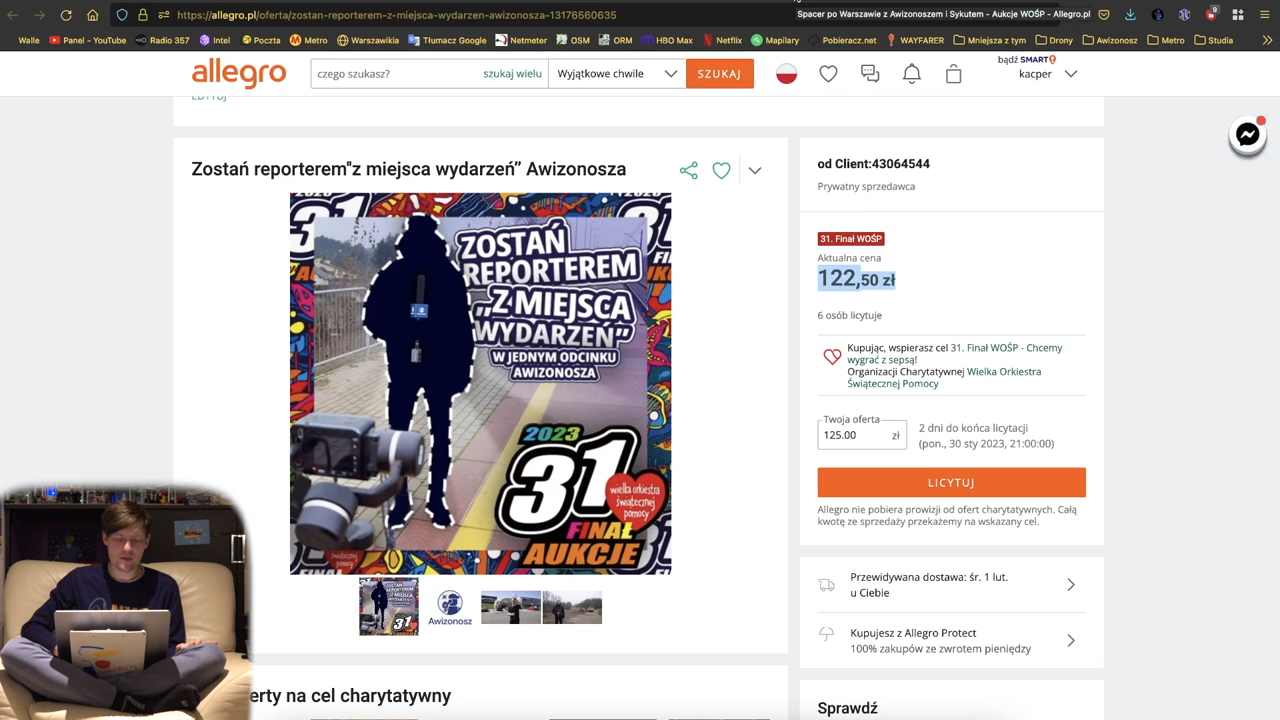 https://allegro.pl/oferta/zostan-reporterem-z-miejsca-wydarzen-awizonosza-13176560635
Spacer po Warszawie z Awizonoszem i Sykutem - Aukcje WOŚP - Allegro.pl
9
Walle
Panel - YouTube
Radio 357
Intel
Poczta
Metro
Warszawikia
Tłumacz Google
Netmeter
OSM
ORM
HBO Max
Netflix
Mapilary
Pobieracz.net
WAYFARER
Mniejsza z tym
Drony
Awizonosz
Metro
Studia
allegro
czego szukasz?
szukaj wielu
Wyjątkowe chwile
SZUKAJ
bądź SMART!
kacper
EDYTUJ
Zostań reporterem"z miejsca wydarzeń” Awizonosza
ZOSTAŃ
REPORTEREM
„Z MIEJSCA
WYDARZEŃ”
W JEDNYM ODCINKU
AWIZONOSZA
2023
31
wielka orkiestra
świątecznej
pomocy
FINAŁ
AUKCJE
Awizonosz
od Client:43064544
Prywatny sprzedawca
31. Finał WOŚP
Aktualna cena
122,50 zł
6 osób licytuje
Kupując, wspierasz cel 31. Finał WOŚP - Chcemy
wygrać z sepsą!
Organizacji Charytatywnej Wielka Orkiestra
Świątecznej Pomocy
Twoja oferta
125.00 zł
2 dni do końca licytacji
(pon., 30 sty 2023, 21:00:00)
LICYTUJ
Allegro nie pobiera prowizji od ofert charytatywnych. Całą
kwotę ze sprzedaży przekażemy na wskazany cel.
Przewidywana dostawa: śr. 1 lut.
u Ciebie
Kupujesz z Allegro Protect
100% zakupów ze zwrotem pieniędzy
erty na cel charytatywny
Sprawdź